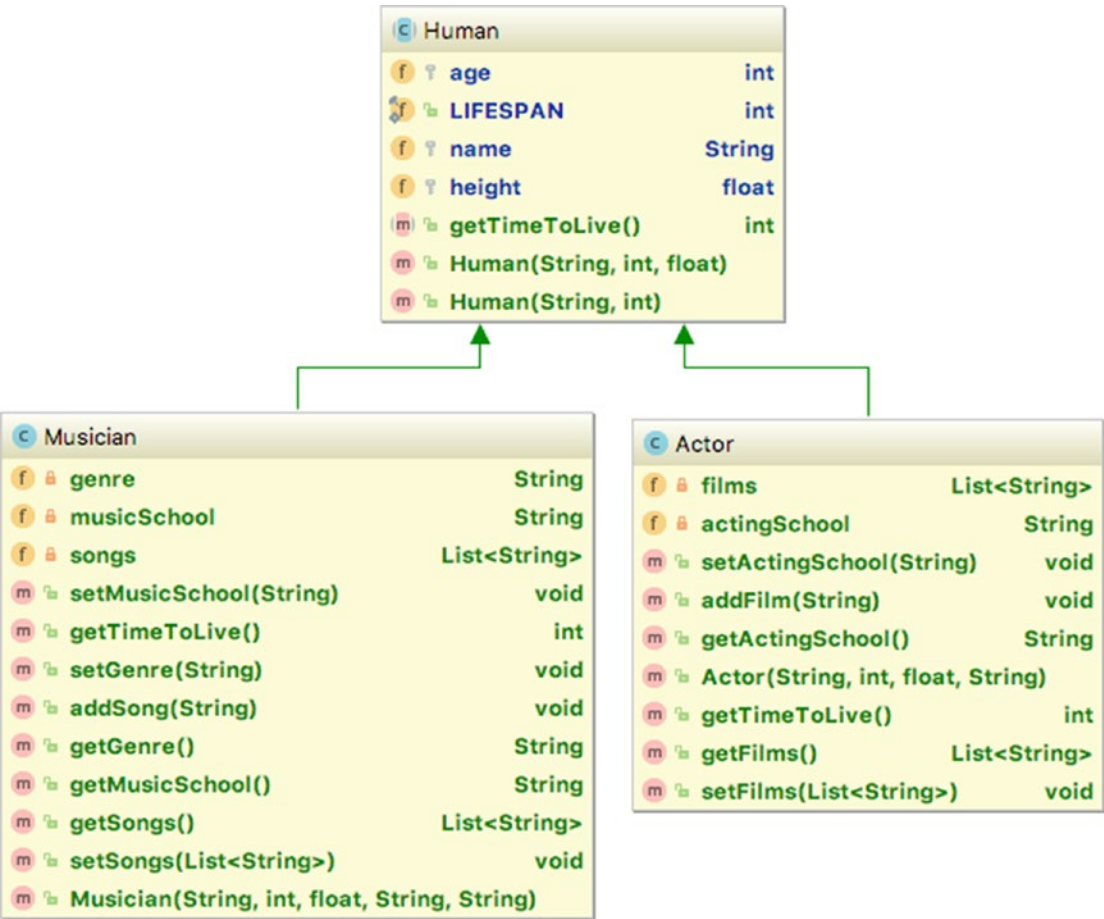 Human
age int
LIFESPAN int
name String
height float
getTimeToLive() int
Human(String, int, float)
Human(String, int)
Musician
genre String
musicSchool String
songs List<String>
setMusicSchool(String) void
getTimeToLive() int
setGenre(String) void
addSong(String) void
getGenre() String
getMusicSchool() String
getSongs() List<String>
setSongs(List<String>) void
Musician(String, int, float, String, String)
Actor
films List<String>
actingSchool String
setActingSchool(String) void
addFilm(String) void
getActingSchool() String
Actor(String, int, float, String)
getTimeToLive() int
getFilms() List<String>
setFilms(List<String>) void